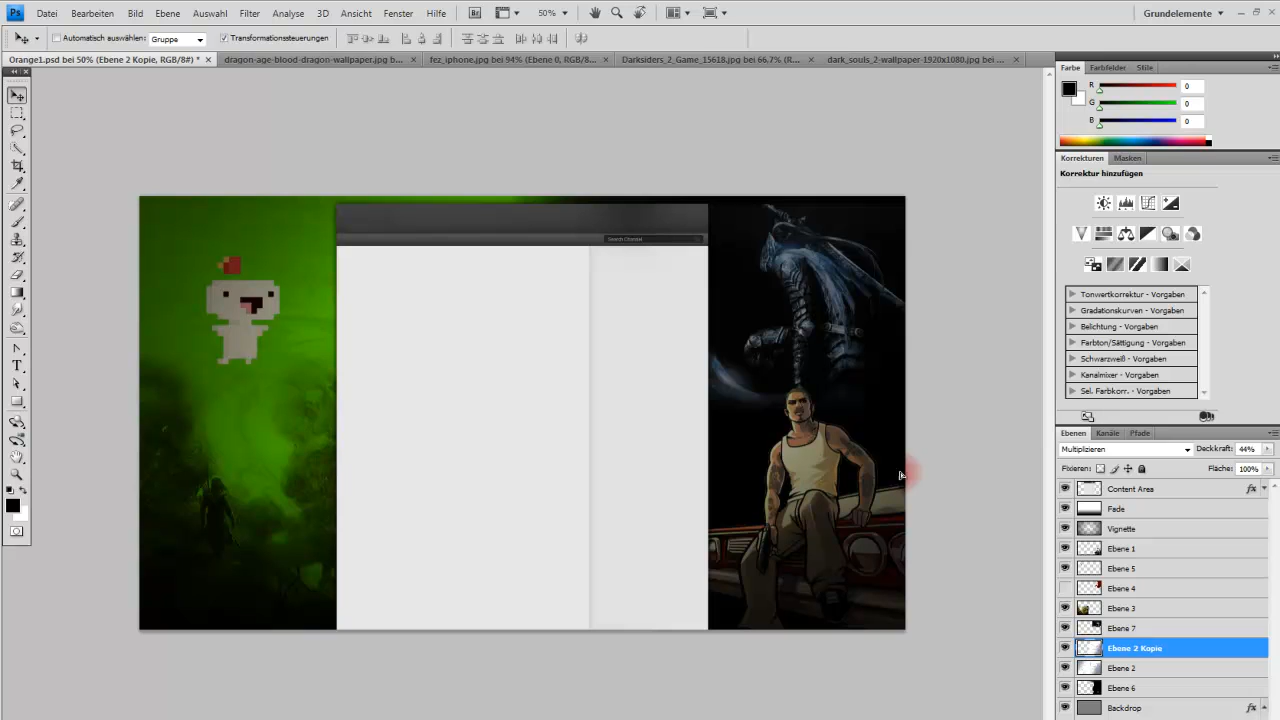 Ps Datei Bearbeiten Bild Ebene Auswahl Filter Analyse 3D Ansicht Fenster Hilfe Br 50% Grundelemente
Automatisch auswählen: Gruppe Transformationssteuerungen
Orange1.psd bei 50% (Ebene 2 Kopie, RGB/8#) * dragon-age-blood-dragon-wallpaper.jpg b... fez_iphone.jpg bei 94% (Ebene 0, RGB/8... Darksiders_2_Game_15618.jpg bei 66,7% (R... dark_souls_2-wallpaper-1920x1080.jpg bei ...
Farbe Farbfelder Stile
R 0
G 0
B 0
Korrekturen Masken
Korrektur hinzufügen
Search Channel
Tonwertkorrektur - Vorgaben
Gradationskurven - Vorgaben
Belichtung - Vorgaben
Farbton/Sättigung - Vorgaben
Schwarzweiß - Vorgaben
Kanalmixer - Vorgaben
Sel. Farbkorr. - Vorgaben
Ebenen Kanäle Pfade
Multiplizieren Deckkraft: 44%
Fixieren: Fläche: 100%
Content Area fx
Fade
Vignette
Ebene 1
Ebene 5
Ebene 4
Ebene 3
Ebene 7
Ebene 2 Kopie
Ebene 2
Ebene 6
Backdrop fx